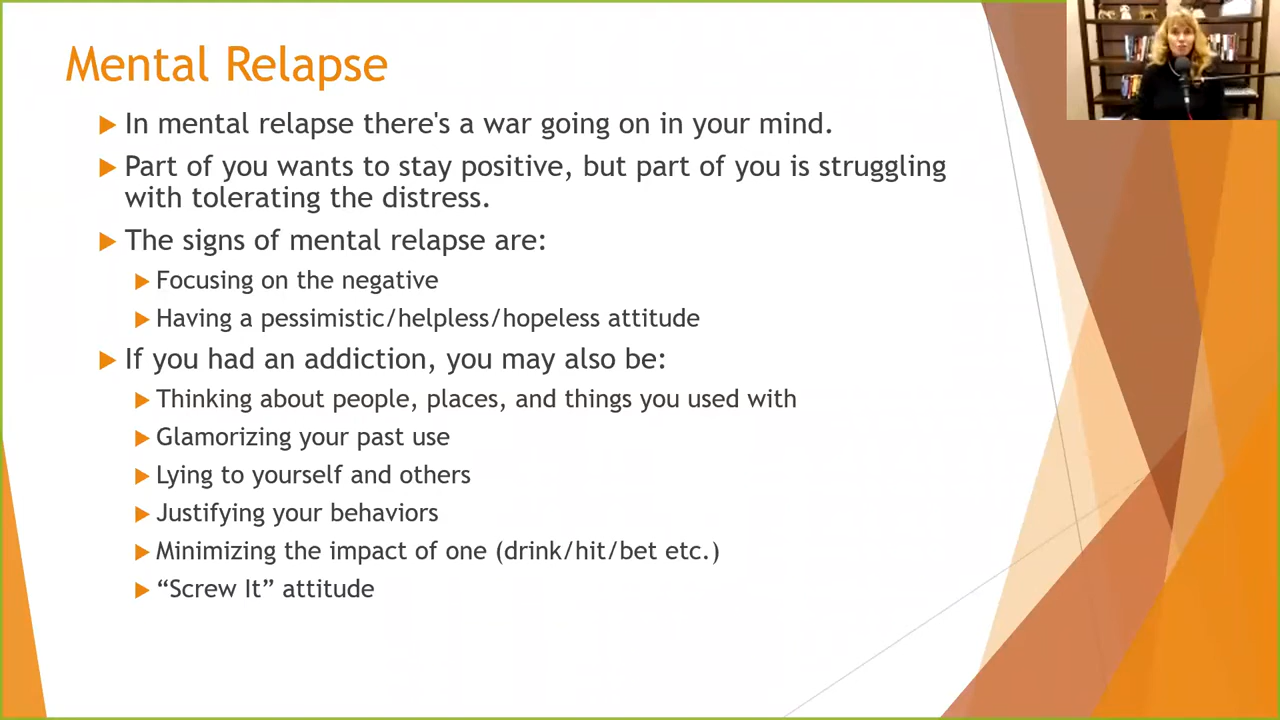 Mental Relapse
In mental relapse there's a war going on in your mind.
Part of you wants to stay positive, but part of you is struggling
with tolerating the distress.
The signs of mental relapse are:
Focusing on the negative
Having a pessimistic/helpless/hopeless attitude
If you had an addiction, you may also be:
Thinking about people, places, and things you used with
Glamorizing your past use
Lying to yourself and others
Justifying your behaviors
Minimizing the impact of one (drink/hit/bet etc.)
“Screw It” attitude